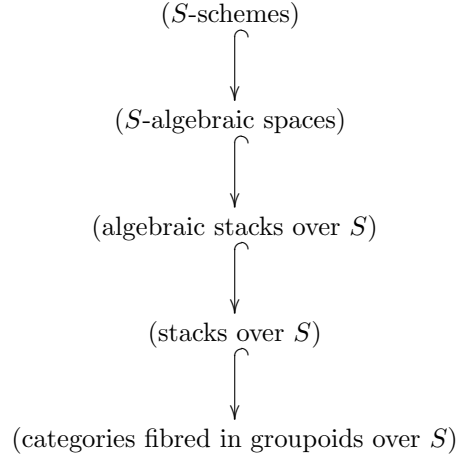 (S-schemes)
(S-algebraic spaces)
(algebraic stacks over S)
(stacks over S)
(categories fibred in groupoids over S)